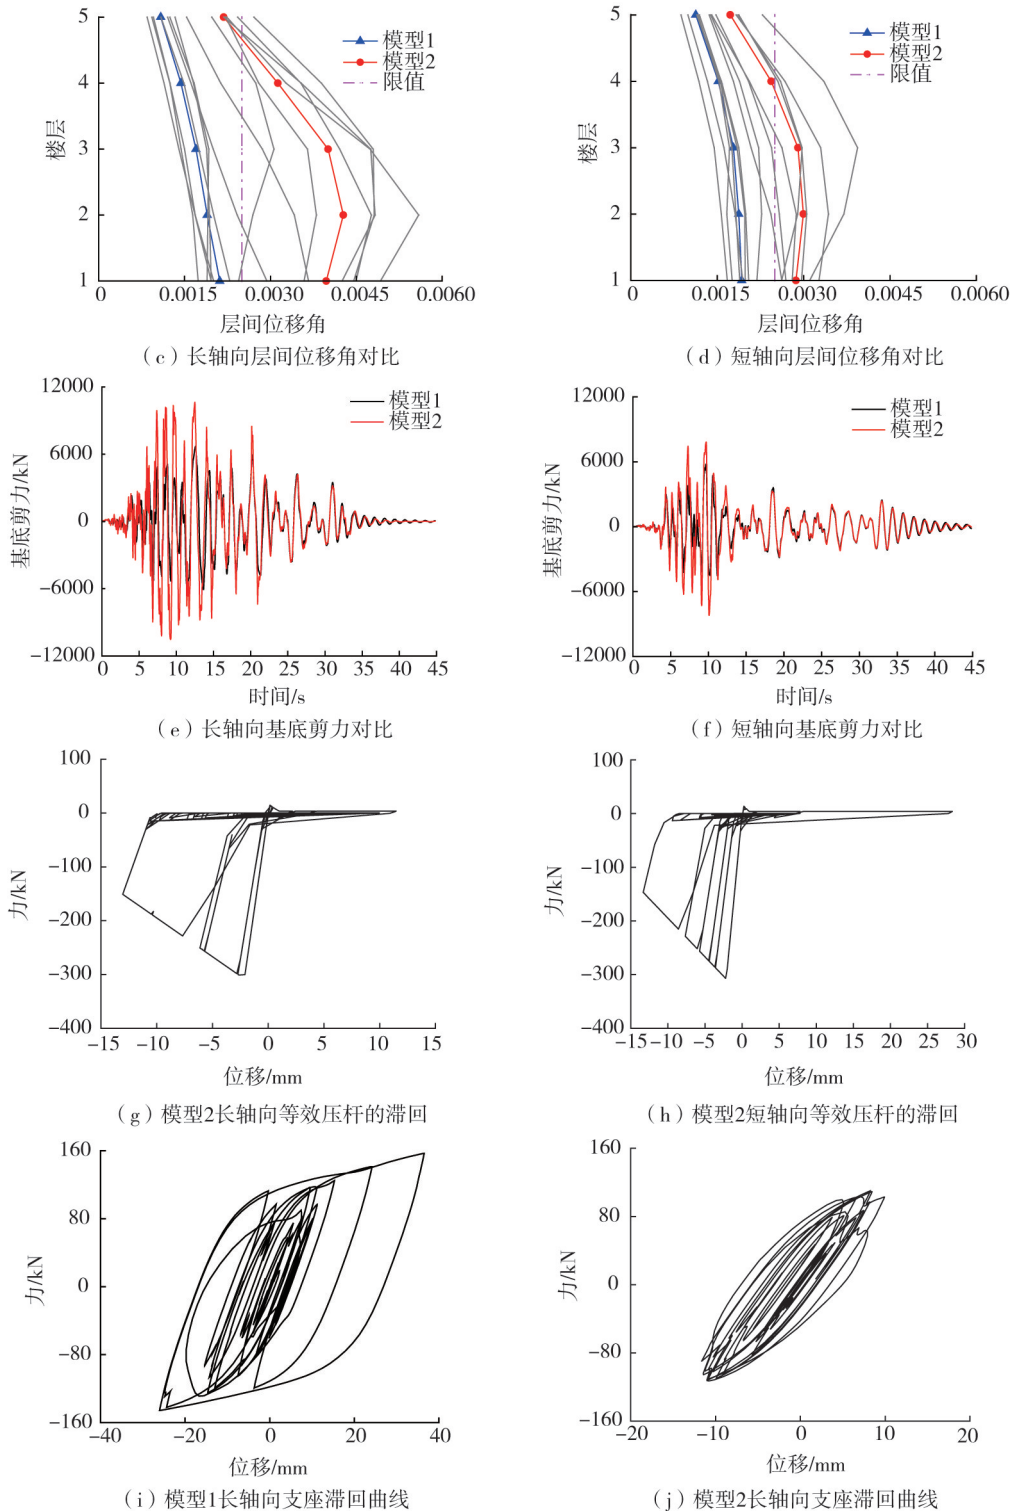 5
4
3
2
1
楼层
模型1
模型2
限值
0
0.0015
0.0030
0.0045
0.0060
层间位移角
（c）长轴向层间位移角对比
5
4
3
2
1
楼层
模型1
模型2
限值
0
0.0015
0.0030
0.0045
0.0060
层间位移角
（d）短轴向层间位移角对比
12000
6000
0
−6000
−12000
基底剪力/kN
模型1
模型2
0 5 10 15 20 25 30 35 40 45
时间/s
（e）长轴向基底剪力对比
12000
6000
0
−6000
−12000
基底剪力/kN
模型1
模型2
0 5 10 15 20 25 30 35 40 45
时间/s
（f）短轴向基底剪力对比
100
0
−100
−200
−300
−400
力/kN
−15 −10 −5 0 5 10 15
位移/mm
（g）模型2长轴向等效压杆的滞回
100
0
−100
−200
−300
−400
力/kN
−15 −10 −5 0 5 10 15 20 25 30
位移/mm
（h）模型2短轴向等效压杆的滞回
160
80
0
−80
−160
力/kN
−40 −20 0 20 40
位移/mm
（i）模型1长轴向支座滞回曲线
160
80
0
−80
−160
力/kN
−20 −10 0 10 20
位移/mm
（j）模型2长轴向支座滞回曲线